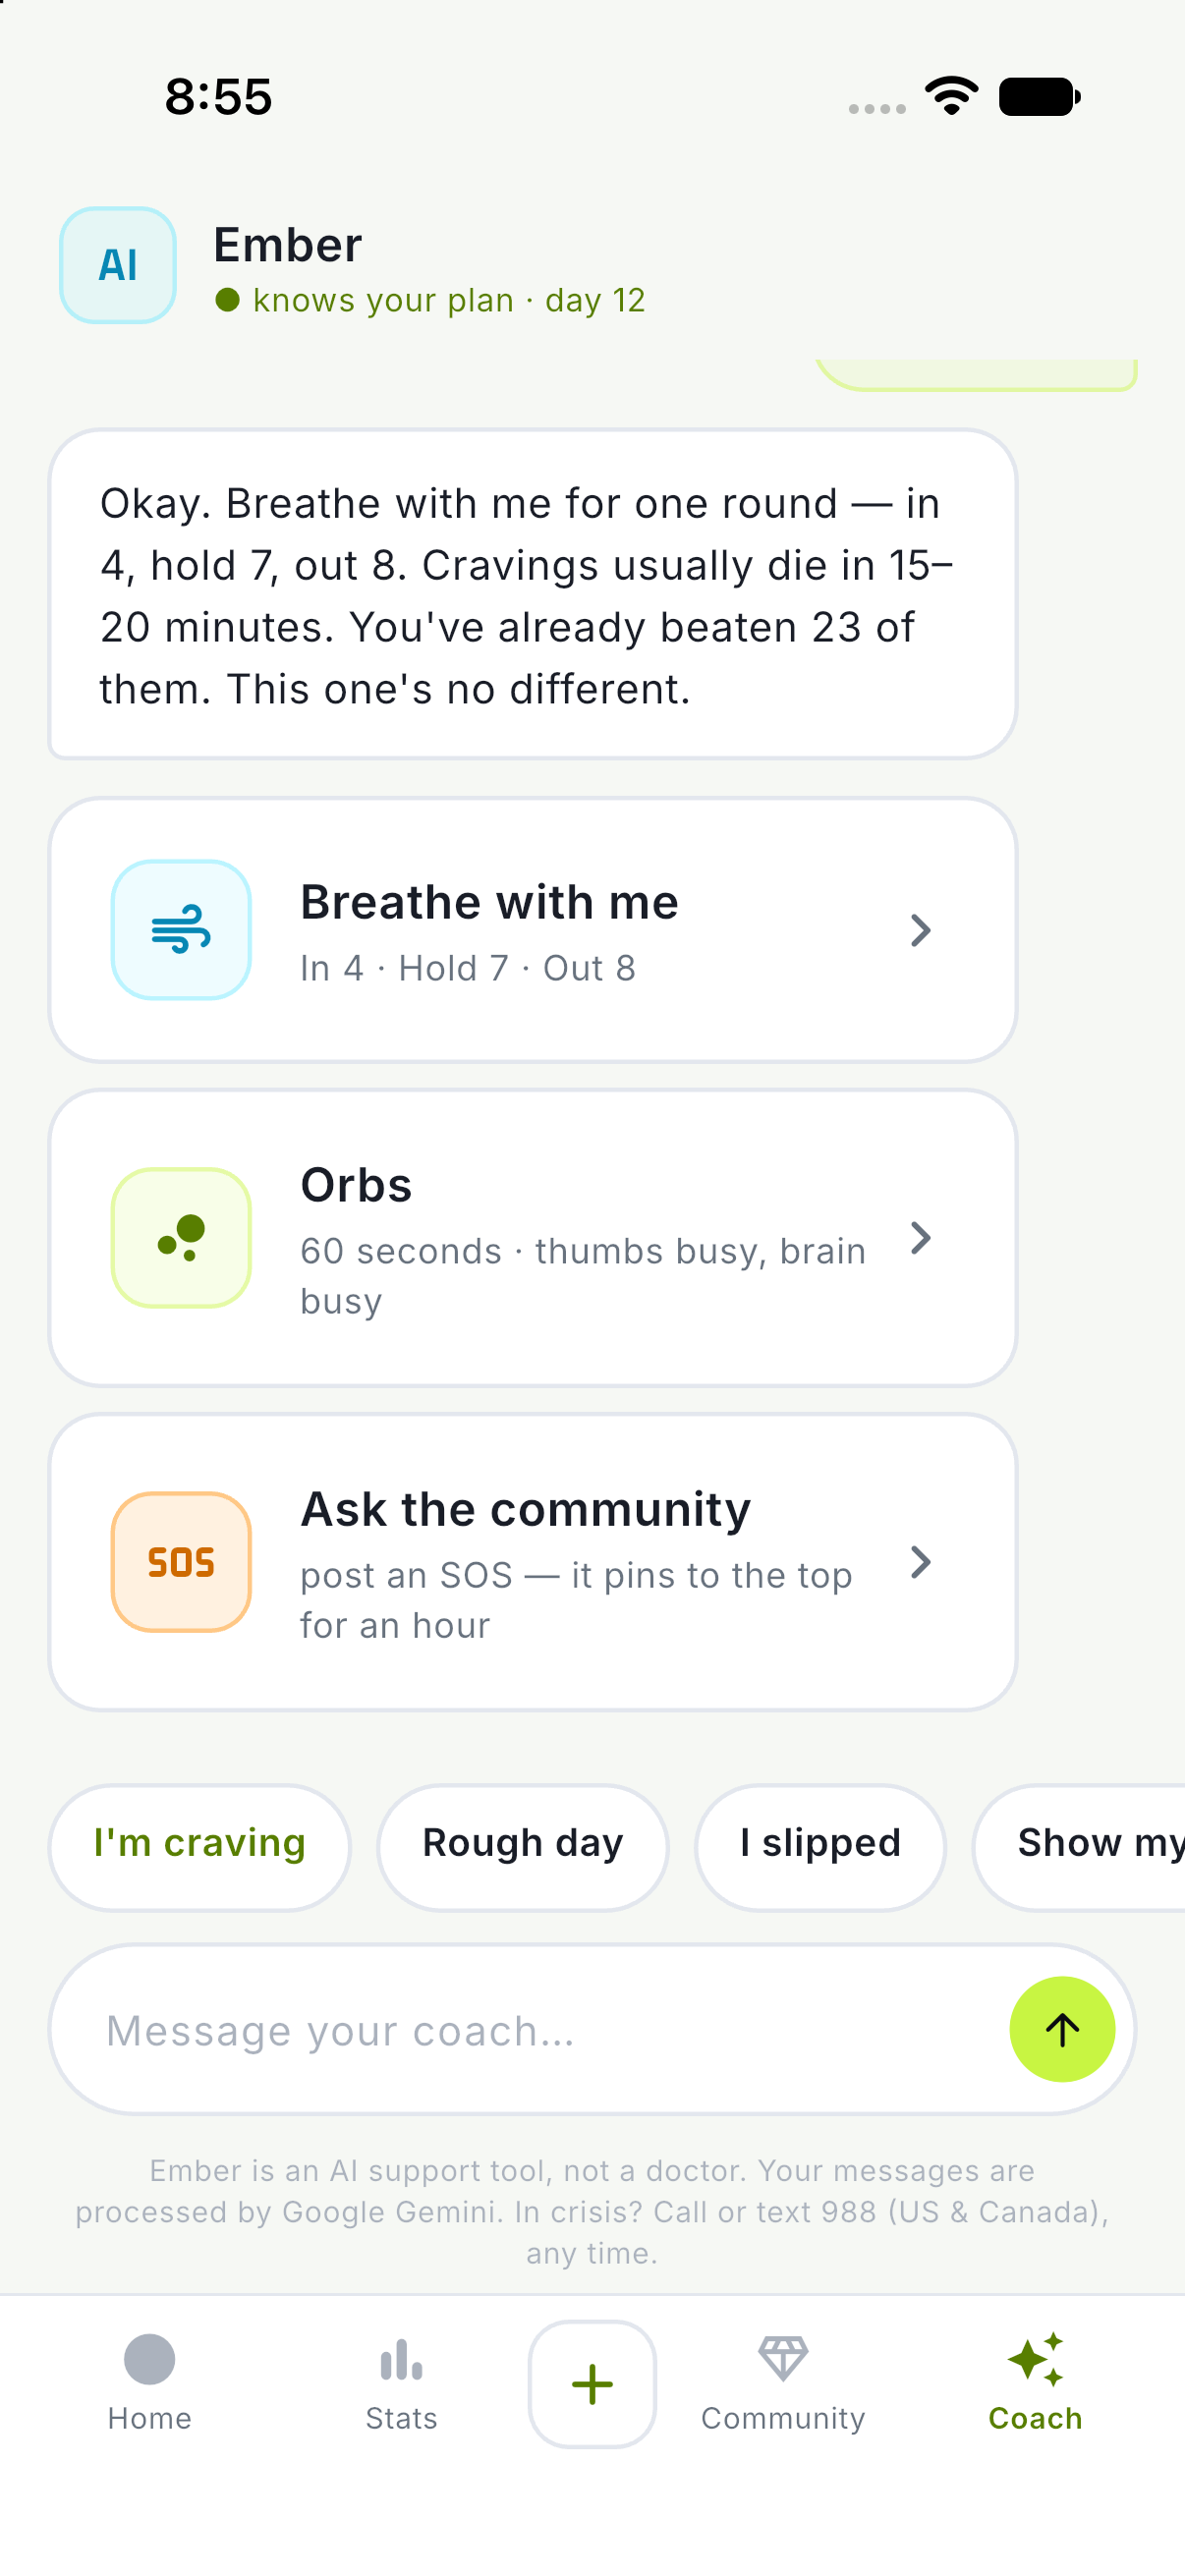 8:55
AI
Ember
knows your plan · day 12
Okay. Breathe with me for one round — in
4, hold 7, out 8. Cravings usually die in 15–
20 minutes. You've already beaten 23 of
them. This one's no different.
Breathe with me
In 4 · Hold 7 · Out 8
Orbs
60 seconds · thumbs busy, brain
busy
SOS
Ask the community
post an SOS — it pins to the top
for an hour
I'm craving
Rough day
I slipped
Show my
Message your coach...
Ember is an AI support tool, not a doctor. Your messages are
processed by Google Gemini. In crisis? Call or text 988 (US & Canada),
any time.
Home
Stats
Community
Coach